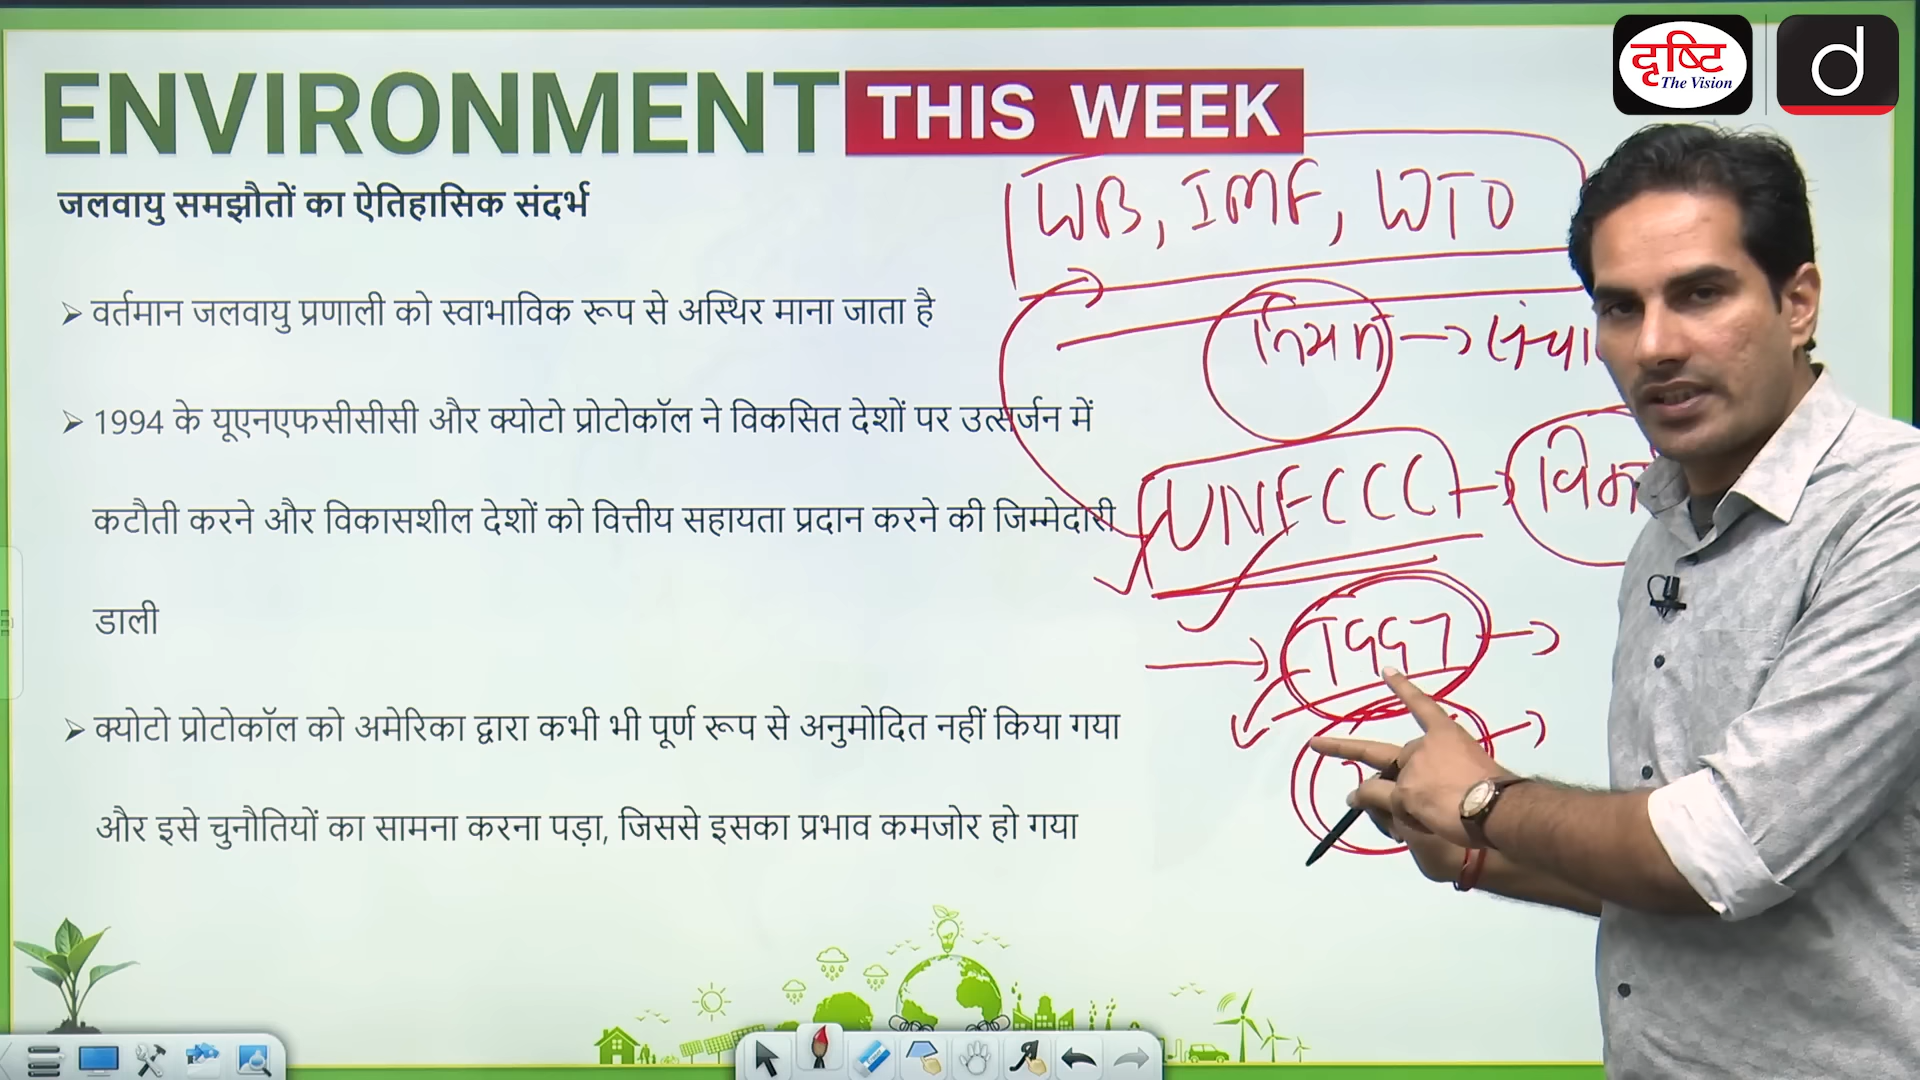 दृष्टि
The Vision
d
ENVIRONMENT THIS WEEK
जलवायु समझौतों का ऐतिहासिक संदर्भ
WB, IMF, WTO
➢ वर्तमान जलवायु प्रणाली को स्वाभाविक रूप से अस्थिर माना जाता है
नियम →
➢ 1994 के यूएनएफसीसीसी और क्योटो प्रोटोकॉल ने विकसित देशों पर उत्सर्जन में
कटौती करने और विकासशील देशों को वित्तीय सहायता प्रदान करने की जिम्मेदारी
डाली
UNFCCC
1997
➢ क्योटो प्रोटोकॉल को अमेरिका द्वारा कभी भी पूर्ण रूप से अनुमोदित नहीं किया गया
और इसे चुनौतियों का सामना करना पड़ा, जिससे इसका प्रभाव कमजोर हो गया